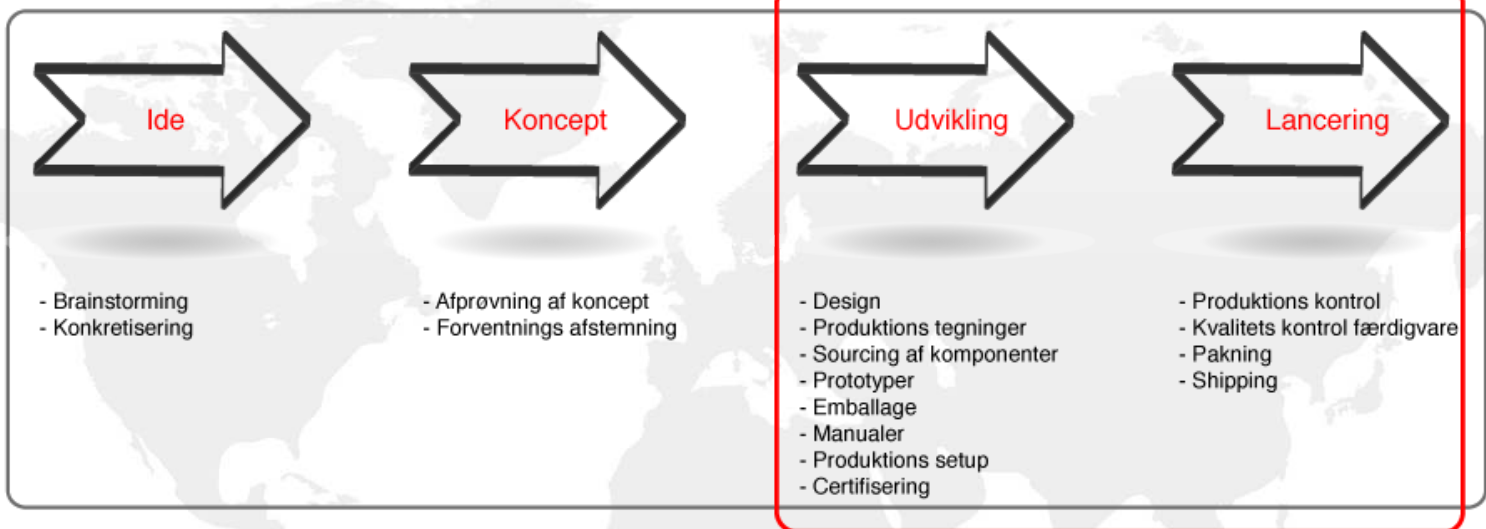 Ide
- Brainstorming
- Konkretisering
Koncept
- Afprøvning af koncept
- Forventnings afstemning
Udvikling
- Design
- Produktions tegninger
- Sourcing af komponenter
- Prototyper
- Emballage
- Manualer
- Produktions setup
- Certifisering
Lancering
- Produktions kontrol
- Kvalitets kontrol færdigvare
- Pakning
- Shipping